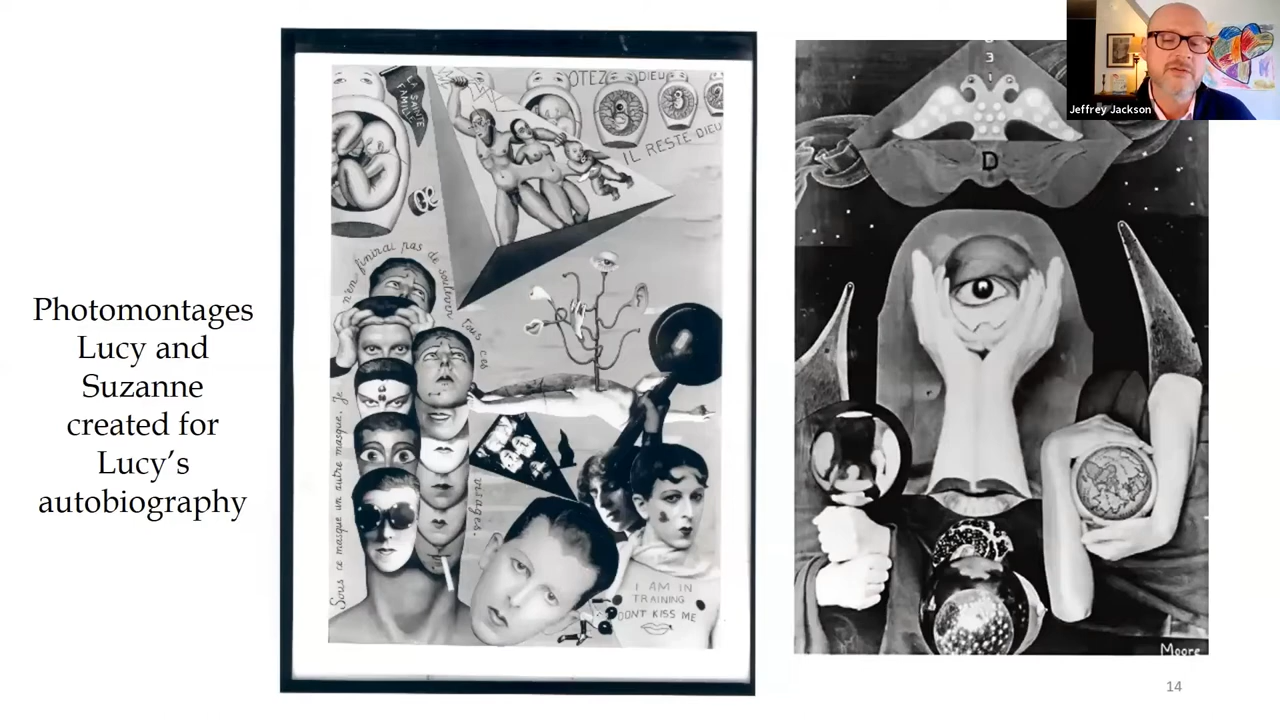 Photomontages
Lucy and
Suzanne
created for
Lucy's
autobiography
LA SAINTE
FAMILLE
OTEZ DIEU
IL RESTE DIEU
Sous ce masque un autre masque. Je
n'en finirai pas de soulever tous ces
visages.
I AM IN
TRAINING
DONT KISS ME
D
Moore
Jeffrey Jackson
14